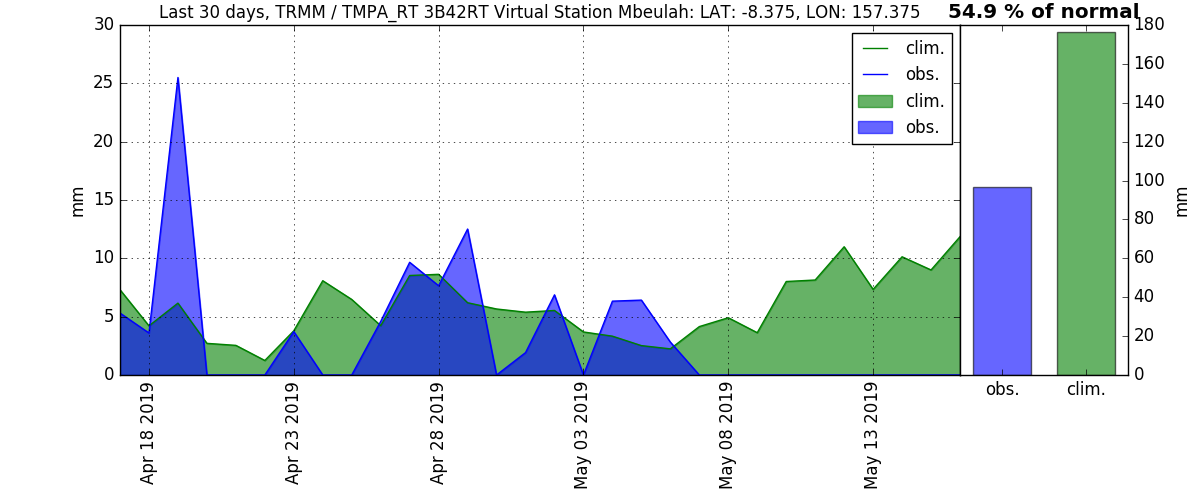 Last 30 days, TRMM / TMPA_RT 3B42RT Virtual Station Mbeulah: LAT: -8.375, LON: 157.375
54.9 % of normal
30
25
20
15
10
5
0
mm
clim.
obs.
clim.
obs.
Apr 18 2019
Apr 23 2019
Apr 28 2019
May 03 2019
May 08 2019
May 13 2019
180
160
140
120
100
80
60
40
20
0
mm
obs.
clim.